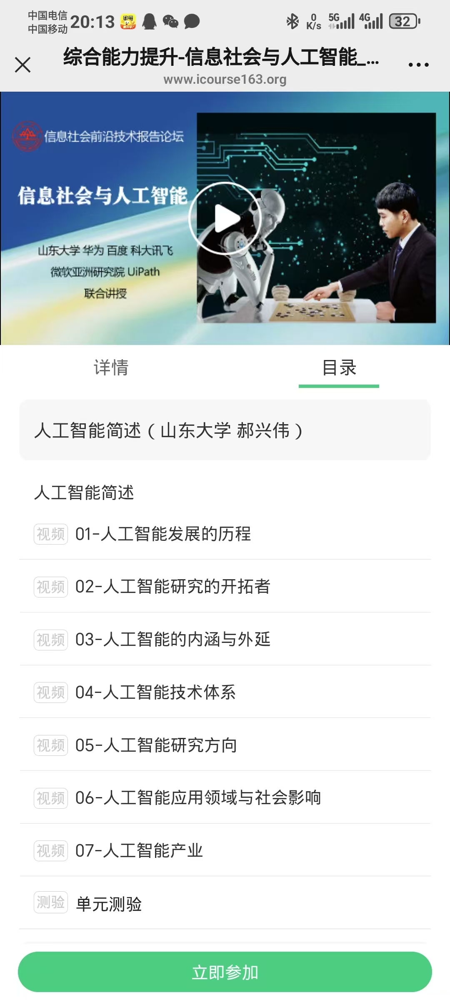 中国电信
中国移动
20:13
0
K/s
5G
4G
32
综合能力提升-信息社会与人工智能_...
www.icourse163.org
信息社会前沿技术报告论坛
信息社会与人工智能
山东大学 华为 百度 科大讯飞
微软亚洲研究院 UiPath
联合讲授
详情
目录
人工智能简述（山东大学 郝兴伟）
人工智能简述
视频 01-人工智能发展的历程
视频 02-人工智能研究的开拓者
视频 03-人工智能的内涵与外延
视频 04-人工智能技术体系
视频 05-人工智能研究方向
视频 06-人工智能应用领域与社会影响
视频 07-人工智能产业
测验 单元测验
立即参加